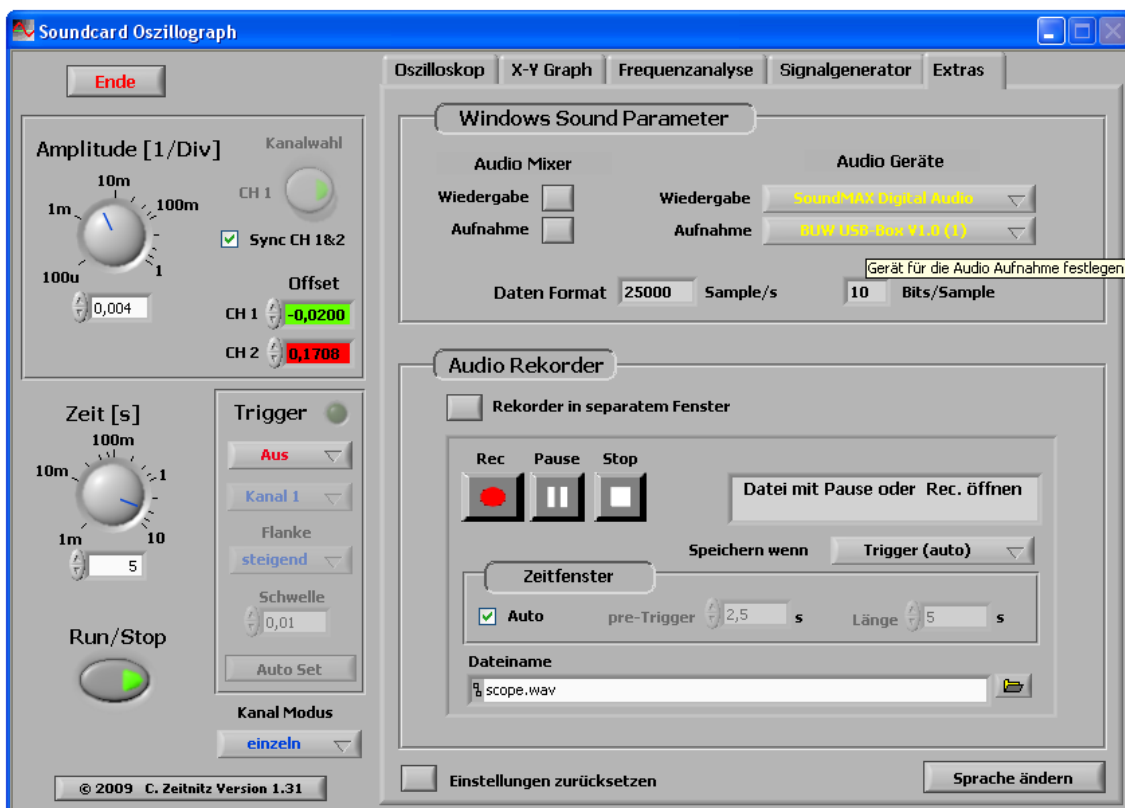 Soundcard Oszillograph
Ende
Amplitude [1/Div]
10m
1m
100m
100u
1
0,004
Kanalwahl
CH 1
Sync CH 1&2
Offset
CH 1 -0,0200
CH 2 0,1708
Zeit [s]
100m
10m
1
1m
10
5
Run/Stop
Trigger
Aus
Kanal 1
Flanke
steigend
Schwelle
0,01
Auto Set
Kanal Modus
einzeln
© 2009 C. Zeitnitz Version 1.31
Oszilloskop X-Y Graph Frequenzanalyse Signalgenerator Extras
Windows Sound Parameter
Audio Mixer
Wiedergabe
Aufnahme
Audio Geräte
Wiedergabe SoundMAX Digital Audio
Aufnahme BUW USB-Box V1.0 (1)
Gerät für die Audio Aufnahme festlegen
Daten Format 25000 Sample/s 10 Bits/Sample
Audio Rekorder
Rekorder in separatem Fenster
Rec Pause Stop
Datei mit Pause oder Rec. öffnen
Speichern wenn Trigger (auto)
Zeitfenster
Auto pre-Trigger 2,5 s Länge 5 s
Dateiname
scope.wav
Einstellungen zurücksetzen
Sprache ändern